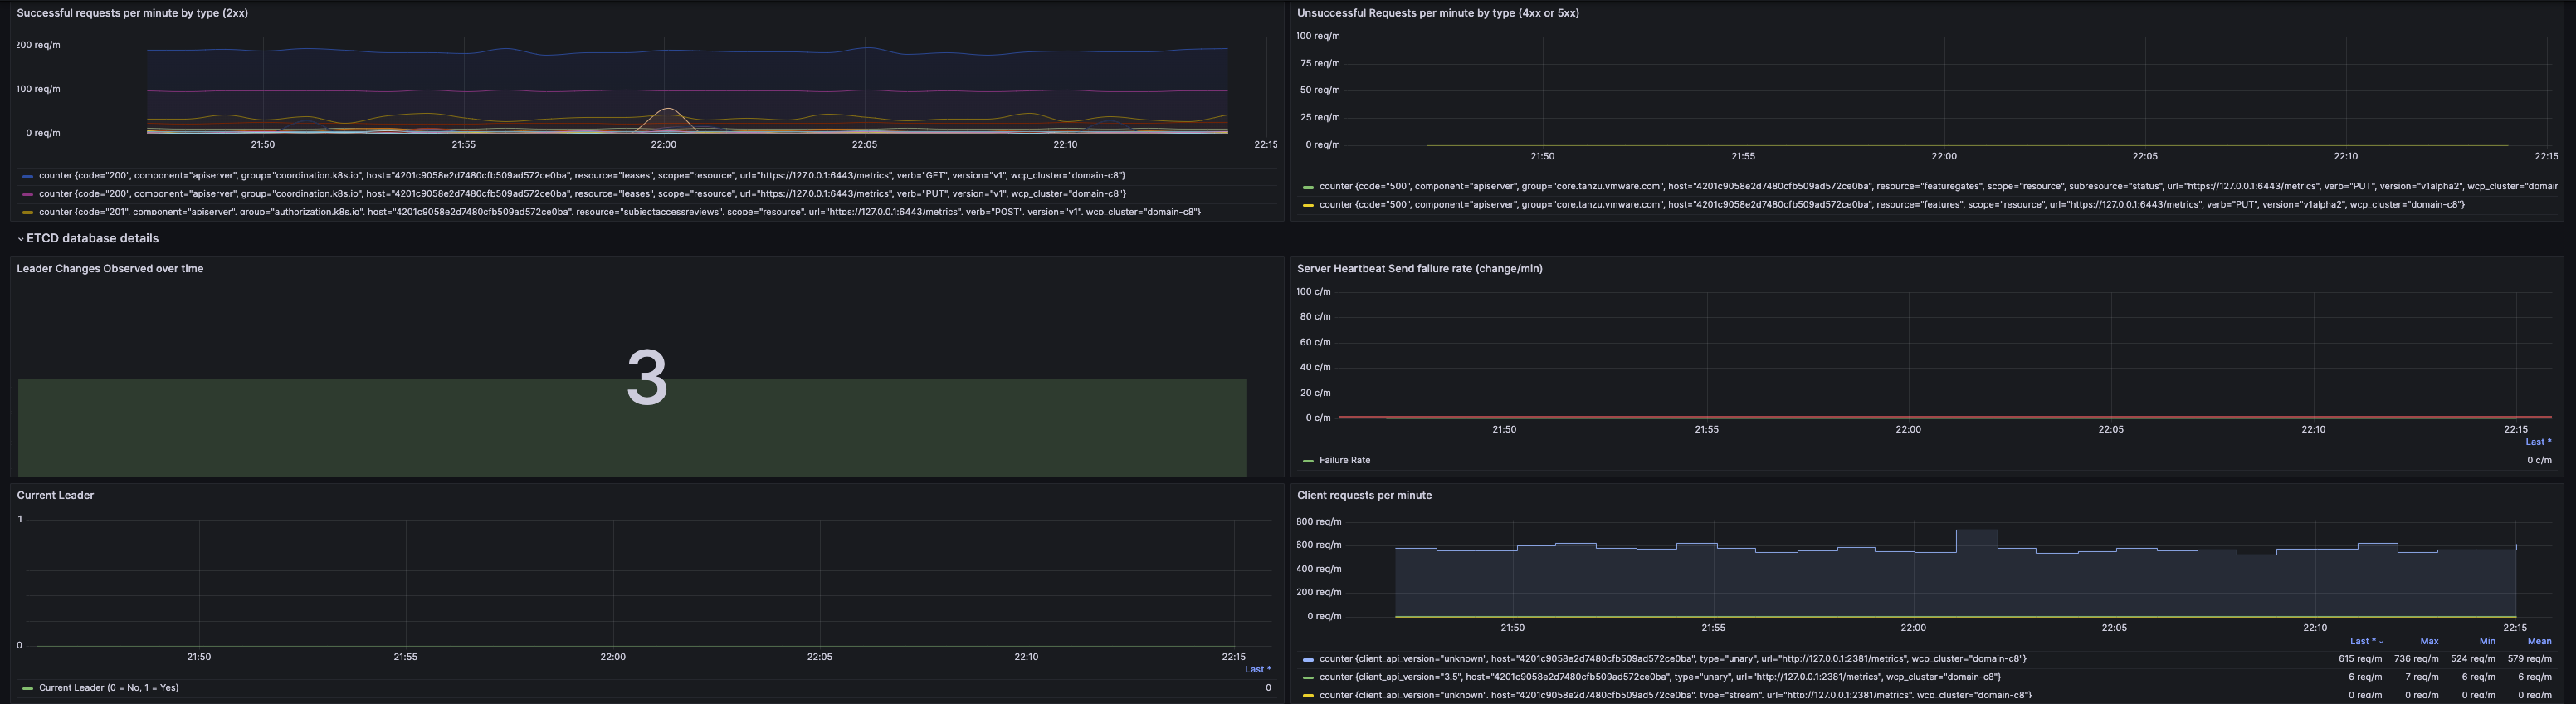 Successful requests per minute by type (2xx)
200 req/m
100 req/m
0 req/m
21:50 21:55 22:00 22:05 22:10 22:15
counter {code="200", component="apiserver", group="coordination.k8s.io", host="4201c9058e2d7480cfb509ad572ce0ba", resource="leases", scope="resource", url="https://127.0.0.1:6443/metrics", verb="GET", version="v1", wcp_cluster="domain-c8"}
counter {code="200", component="apiserver", group="coordination.k8s.io", host="4201c9058e2d7480cfb509ad572ce0ba", resource="leases", scope="resource", url="https://127.0.0.1:6443/metrics", verb="PUT", version="v1", wcp_cluster="domain-c8"}
counter {code="201", component="apiserver", group="authorization.k8s.io", host="4201c9058e2d7480cfb509ad572ce0ba", resource="subjectaccessreviews", scope="resource", url="https://127.0.0.1:6443/metrics", verb="POST", version="v1", wcp_cluster="domain-c8"}
Unsuccessful Requests per minute by type (4xx or 5xx)
100 req/m
75 req/m
50 req/m
25 req/m
0 req/m
21:50 21:55 22:00 22:05 22:10 22:15
counter {code="500", component="apiserver", group="core.tanzu.vmware.com", host="4201c9058e2d7480cfb509ad572ce0ba", resource="featuregates", scope="resource", subresource="status", url="https://127.0.0.1:6443/metrics", verb="PUT", version="v1alpha2", wcp_cluster="domair
counter {code="500", component="apiserver", group="core.tanzu.vmware.com", host="4201c9058e2d7480cfb509ad572ce0ba", resource="features", scope="resource", url="https://127.0.0.1:6443/metrics", verb="PUT", version="v1alpha2", wcp_cluster="domain-c8"}
ETCD database details
Leader Changes Observed over time
3
Server Heartbeat Send failure rate (change/min)
100 c/m
80 c/m
60 c/m
40 c/m
20 c/m
0 c/m
21:50 21:55 22:00 22:05 22:10 22:15
Last *
Failure Rate 0 c/m
Current Leader
1
0
21:50 21:55 22:00 22:05 22:10 22:15
Last *
Current Leader (0 = No, 1 = Yes) 0
Client requests per minute
800 req/m
600 req/m
400 req/m
200 req/m
0 req/m
21:50 21:55 22:00 22:05 22:10 22:15
Last * Max Min Mean
counter {client_api_version="unknown", host="4201c9058e2d7480cfb509ad572ce0ba", type="unary", url="http://127.0.0.1:2381/metrics", wcp_cluster="domain-c8"} 615 req/m 736 req/m 524 req/m 579 req/m
counter {client_api_version="3.5", host="4201c9058e2d7480cfb509ad572ce0ba", type="unary", url="http://127.0.0.1:2381/metrics", wcp_cluster="domain-c8"} 6 req/m 7 req/m 6 req/m 6 req/m
counter {client_api_version="unknown", host="4201c9058e2d7480cfb509ad572ce0ba", type="stream", url="http://127.0.0.1:2381/metrics", wcp_cluster="domain-c8"} 0 req/m 0 req/m 0 req/m 0 req/m